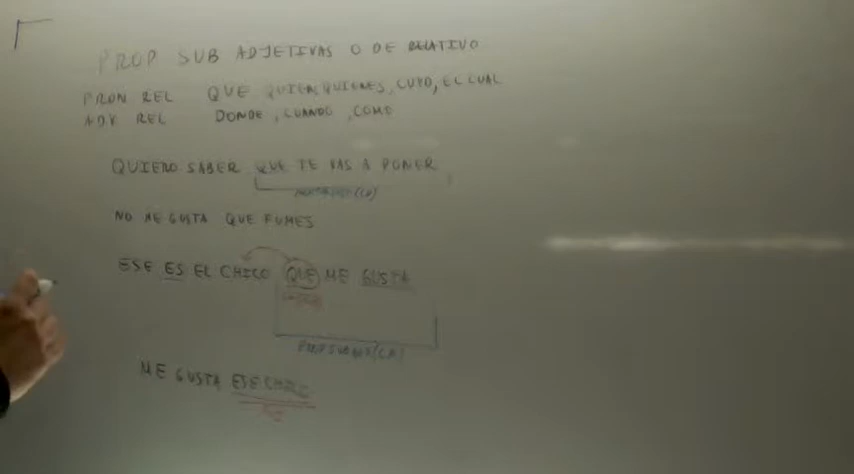 PROP SUB ADJETIVAS O DE RELATIVO
PRON REL QUE QUIEN, QUIENES, CUYO, EL CUAL
ADV REL DONDE, CUANDO, COMO
QUIERO SABER QUE TE VAS A PONER
NO ME GUSTA QUE FUMES
ESE ES EL CHICO QUE ME GUSTA
ME GUSTA ESE CHICO